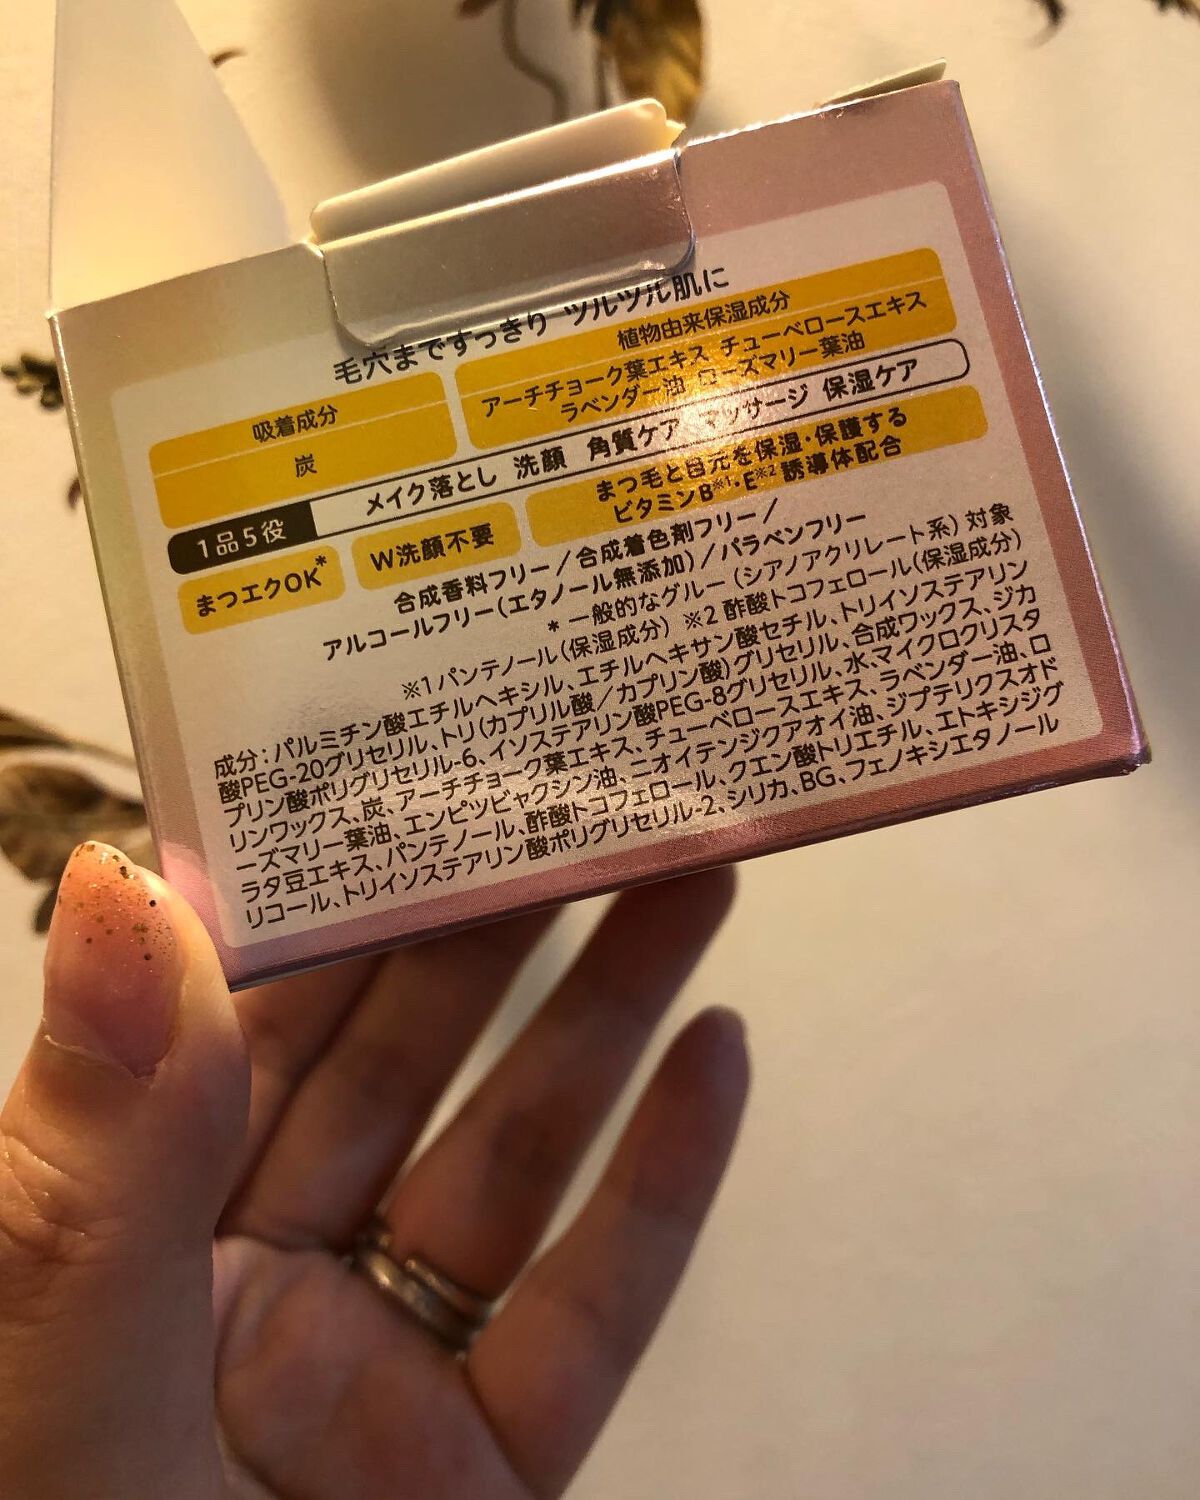 毛穴まですっきり ツルツル肌に
吸着成分
炭
植物由来保湿成分
アーチチョーク葉エキス チューベロースエキス
ラベンダー油 ローズマリー葉油
1品5役 メイク落とし 洗顔 角質ケア マッサージ 保湿ケア
まつエクOK*
W洗顔不要
まつ毛と目元を保湿・保護する
ビタミンB※1・E※2誘導体配合
合成香料フリー/合成着色剤フリー/
アルコールフリー(エタノール無添加)/パラベンフリー
* 一般的なグルー(シアノアクリレート系)対象
※1パンテノール(保湿成分) ※2 酢酸トコフェロール(保湿成分)
成分:パルミチン酸エチルヘキシル、エチルヘキサン酸セチル、トリイソステアリン
酸PEG-20グリセリル、トリ(カプリル酸/カプリン酸)グリセリル、合成ワックス、ジカ
プリン酸ポリグリセリル-6、イソステアリン酸PEG-8グリセリル、水、マイクロクリスタ
リンワックス、炭、アーチチョーク葉エキス、チューベロースエキス、ラベンダー油、ロ
ーズマリー葉油、エンピツビャクシン油、ニオイテンジクアオイ油、ジプテリクスオド
ラタ豆エキス、パンテノール、酢酸トコフェロール、クエン酸トリエチル、エトキシジグ
リコール、トリイソステアリン酸ポリグリセリル-2、シリカ、BG、フェノキシエタノール